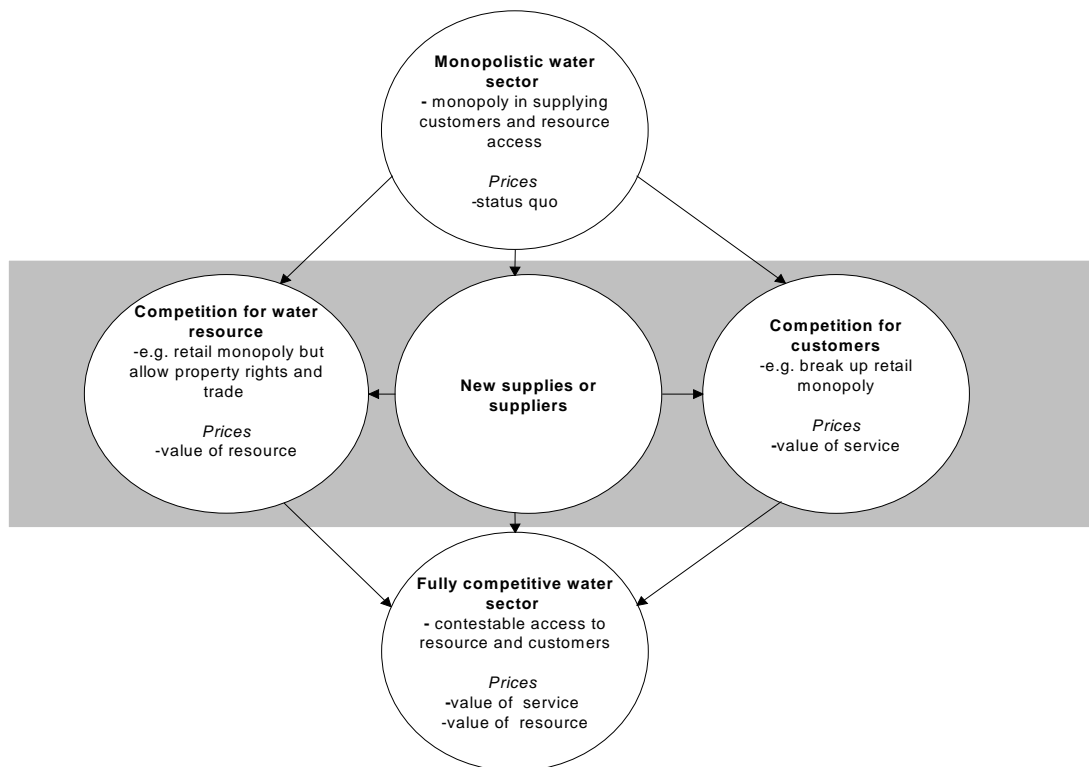 Monopolistic water
sector
- monopoly in supplying
customers and resource
access
Prices
-status quo
Competition for water
resource
-e.g. retail monopoly but
allow property rights and
trade
Prices
-value of resource
New supplies or
suppliers
Competition for
customers
-e.g. break up retail
monopoly
Prices
-value of service
Fully competitive water
sector
- contestable access to
resource and customers
Prices
-value of service
-value of resource